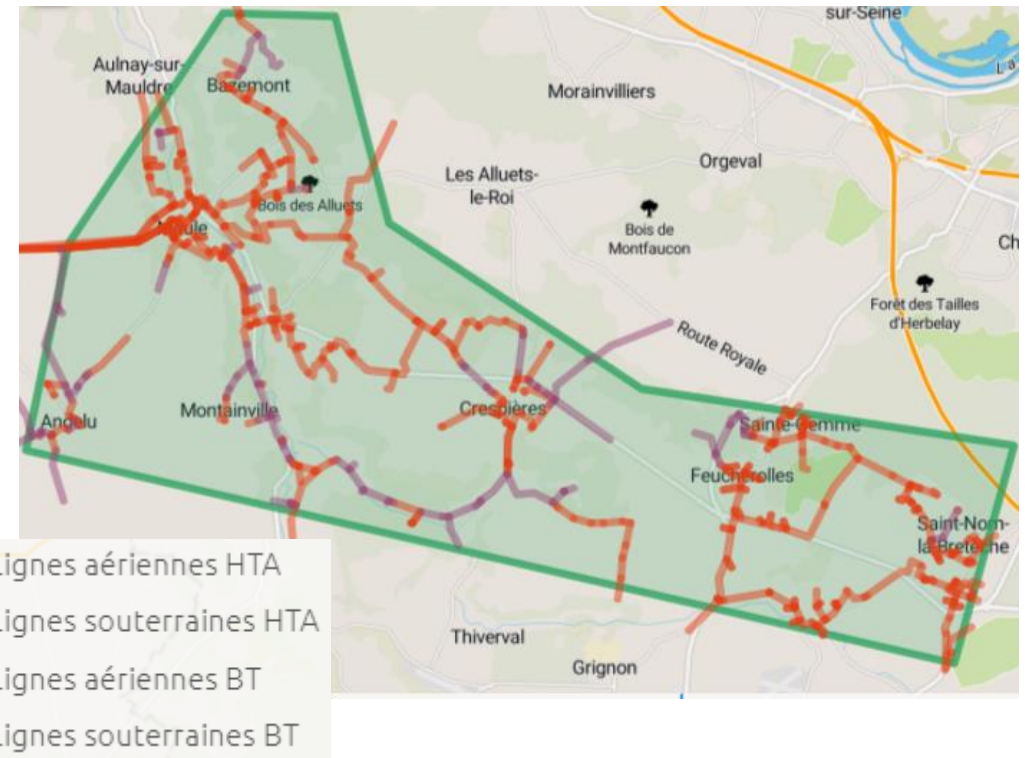 sur-Seine
Aulnay-sur-
Mauldre
Bazemont
Morainvilliers
Orgeval
Les Alluets-
le-Roi
Bois des Alluets
Bois de
Montfaucon
Forêt des Tailles
d'Herbelay
Route Royale
Montainville
Crespières
Angelu
Sainte-Gemme
Feucherolles
Saint-Nom-
la-Bretèche
Thiverval
Grignon
Lignes aériennes HTA
Lignes souterraines HTA
Lignes aériennes BT
Lignes souterraines BT